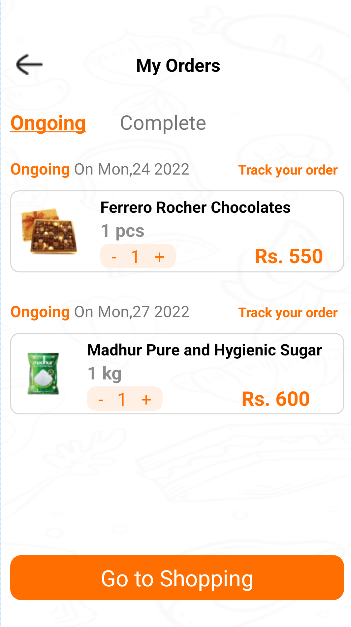 My Orders
Ongoing Complete
Ongoing On Mon,24 2022 Track your order
Ferrero Rocher Chocolates
1 pcs
- 1 + Rs. 550
Ongoing On Mon,27 2022 Track your order
Madhur Pure and Hygienic Sugar
madhur
1 kg
- 1 + Rs. 600
Go to Shopping